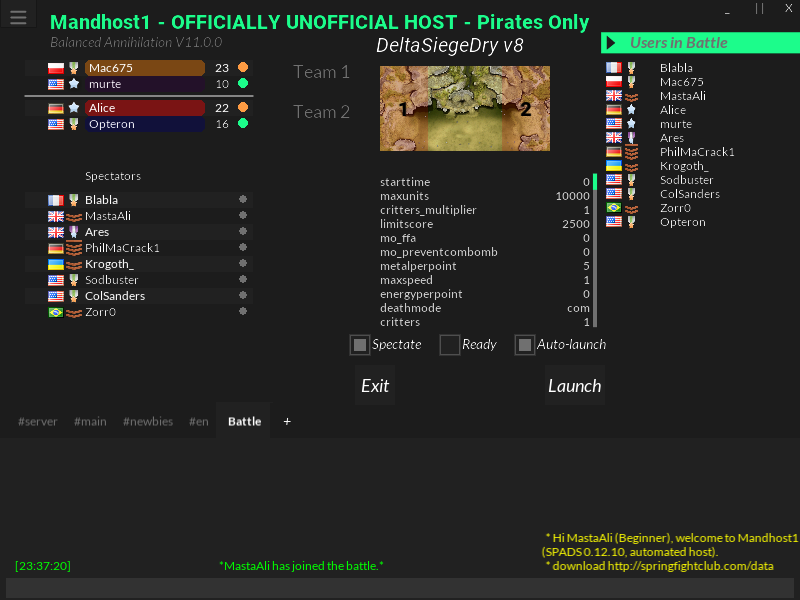 Mandhost1 - OFFICIALLY UNOFFICIAL HOST - Pirates Only
Balanced Annihilation V11.0.0
Mac675 23
murte 10
Team 1
Alice 22
Opteron 16
Team 2
DeltaSiegeDry v8
1 2
Users in Battle
Blabla
Mac675
MastaAli
Alice
murte
Ares
PhilMaCrack1
Krogoth_
Sodbuster
ColSanders
Zorr0
Opteron
Spectators
Blabla
MastaAli
Ares
PhilMaCrack1
Krogoth_
Sodbuster
ColSanders
Zorr0
starttime 0
maxunits 10000
critters_multiplier 1
limitscore 2500
mo_ffa 0
mo_preventcombomb 0
metalperpoint 5
maxspeed 1
energyperpoint 0
deathmode com
critters 1
Spectate Ready Auto-launch
Exit Launch
#server #main #newbies #en Battle +
* Hi MastaAli (Beginner), welcome to Mandhost1
(SPADS 0.12.10, automated host).
[23:37:20] *MastaAli has joined the battle.* * download http://springfightclub.com/data